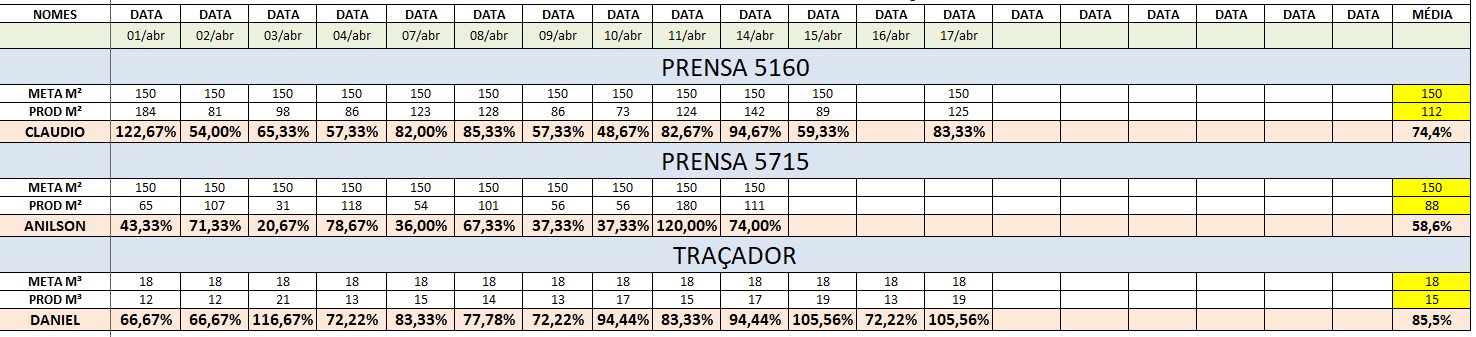 NOMES DATA DATA DATA DATA DATA DATA DATA DATA DATA DATA DATA DATA DATA DATA DATA DATA DATA DATA DATA MÉDIA
01/abr 02/abr 03/abr 04/abr 07/abr 08/abr 09/abr 10/abr 11/abr 14/abr 15/abr 16/abr 17/abr
PRENSA 5160
META M² 150 150 150 150 150 150 150 150 150 150 150 150 150
PROD M² 184 81 98 86 123 128 86 73 124 142 89 125 112
CLAUDIO 122,67% 54,00% 65,33% 57,33% 82,00% 85,33% 57,33% 48,67% 82,67% 94,67% 59,33% 83,33% 74,4%
PRENSA 5715
META M² 150 150 150 150 150 150 150 150 150 150 150
PROD M² 65 107 31 118 54 101 56 56 180 111 88
ANILSON 43,33% 71,33% 20,67% 78,67% 36,00% 67,33% 37,33% 37,33% 120,00% 74,00% 58,6%
TRAÇADOR
META M³ 18 18 18 18 18 18 18 18 18 18 18 18 18 18
PROD M³ 12 12 21 13 15 14 13 17 15 17 19 13 19 15
DANIEL 66,67% 66,67% 116,67% 72,22% 83,33% 77,78% 72,22% 94,44% 83,33% 94,44% 105,56% 72,22% 105,56% 85,5%